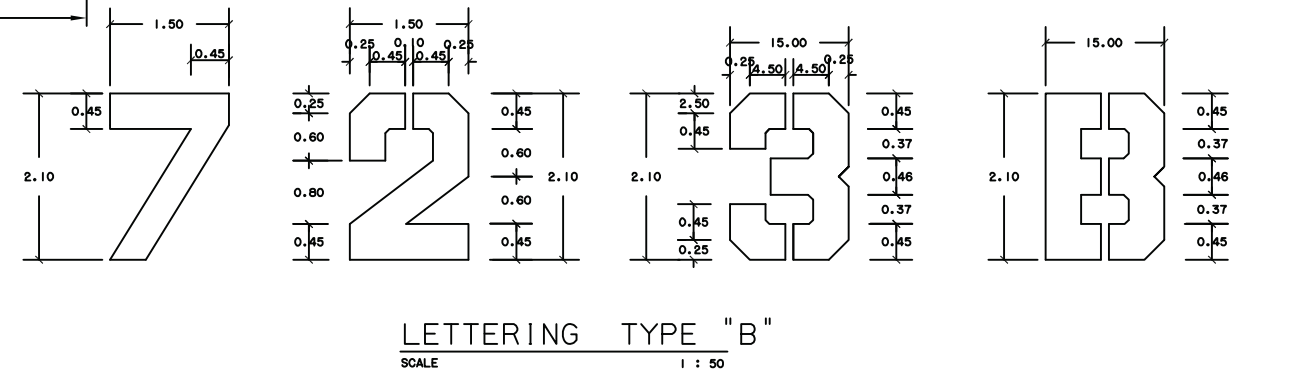 1.50 1.50
0.25 0.10 0.25 15.00 15.00
0.45 0.45 0.45 0.25 4.50 4.50 0.25
0.45 0.25 0.45 2.50 0.45 0.45
0.60 0.45 0.37 0.37
0.60
2.10 2.10 2.10 0.46 2.10 0.46
0.80 0.60 0.37 0.37
0.45
0.45 0.45 0.25 0.45 0.45
7 2 3 B
LETTERING TYPE "B"
SCALE 1 : 50